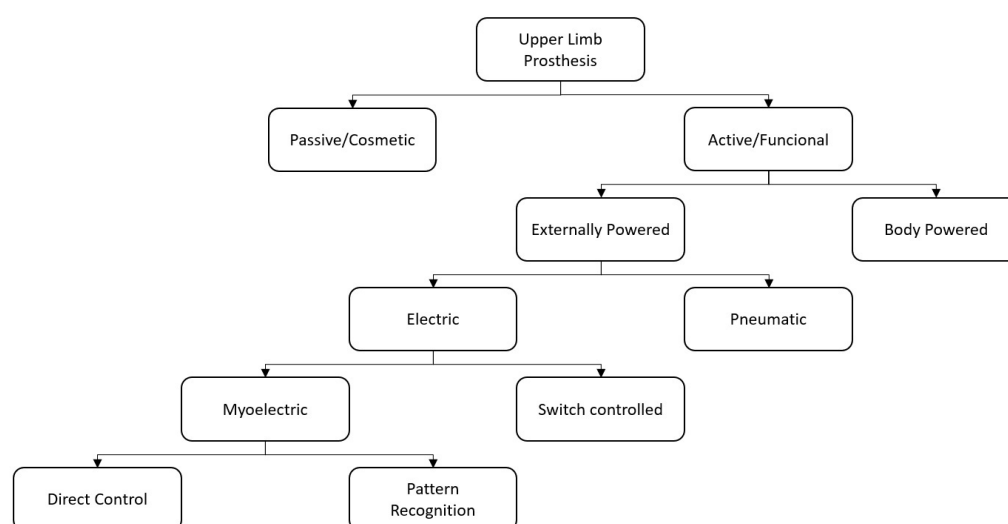 Upper Limb
Prosthesis
Passive/Cosmetic
Active/Funcional
Externally Powered
Body Powered
Electric
Pneumatic
Myoelectric
Switch controlled
Direct Control
Pattern
Recognition